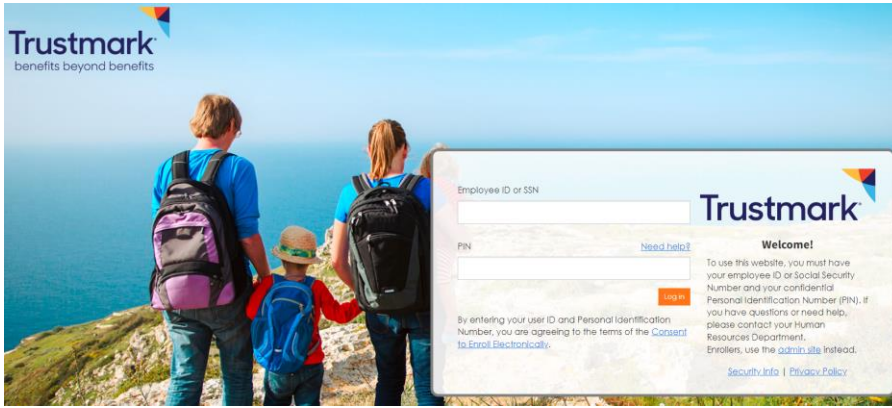 Trustmark
benefits beyond benefits
Employee ID or SSN
PIN
Need help?
Log in
By entering your user ID and Personal Identification
Number, you are agreeing to the terms of the Consent
to Enroll Electronically.
Trustmark
Welcome!
To use this website, you must have
your employee ID or Social Security
Number and your confidential
Personal Identification Number (PIN). If
you have questions or need help,
please contact your Human
Resources Department.
Enrollers, use the admin site instead.
Security Info | Privacy Policy